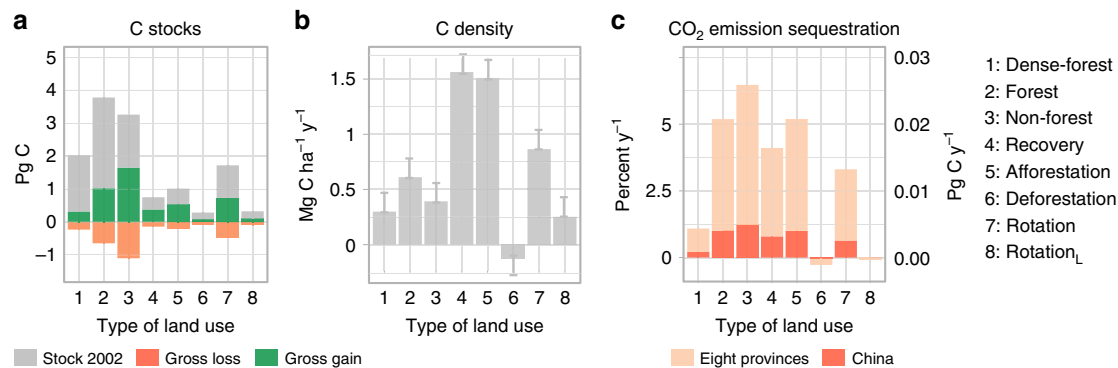 a
C stocks
Pg C
5
4
3
2
1
0
−1
1 2 3 4 5 6 7 8
Type of land use
Stock 2002 Gross loss Gross gain
b
C density
Mg C ha⁻¹ y⁻¹
1.5
1
0.5
0
1 2 3 4 5 6 7 8
Type of land use
c
CO₂ emission sequestration
Percent y⁻¹
5
2.5
0
0.03
0.02
0.01
0.00
Pg C y⁻¹
1 2 3 4 5 6 7 8
Type of land use
Eight provinces China
1: Dense-forest
2: Forest
3: Non-forest
4: Recovery
5: Afforestation
6: Deforestation
7: Rotation
8: Rotation_L